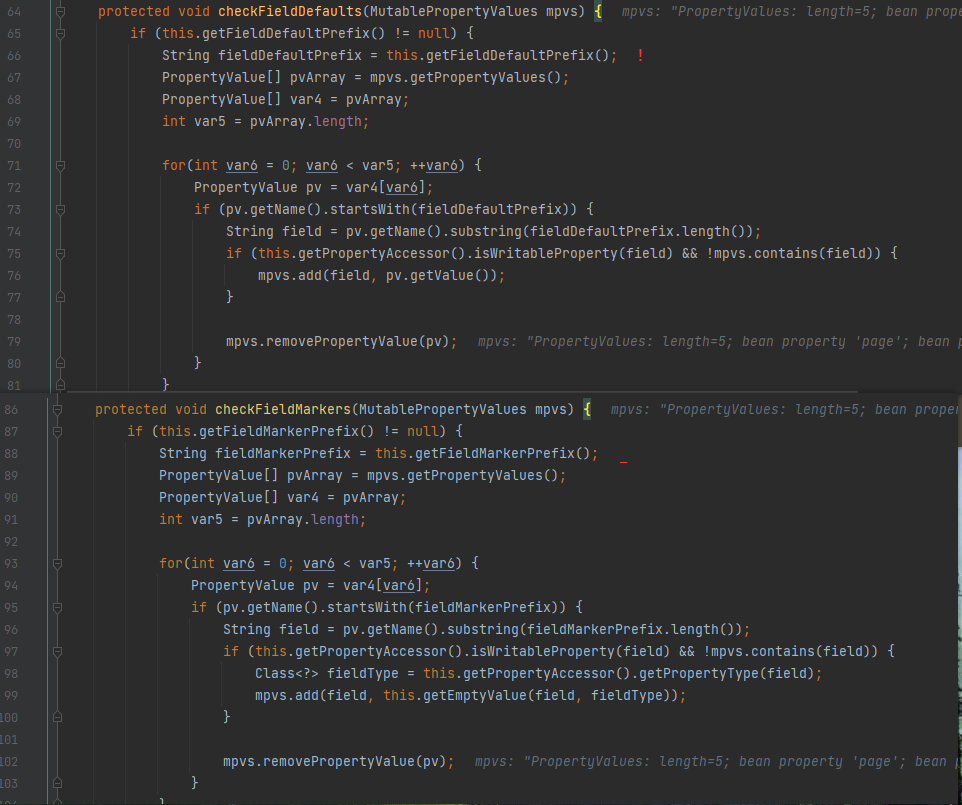 64 protected void checkFieldDefaults(MutablePropertyValues mpvs) { mpvs: "PropertyValues: length=5; bean prope
65 if (this.getFieldDefaultPrefix() != null) {
66 String fieldDefaultPrefix = this.getFieldDefaultPrefix(); !
67 PropertyValue[] pvArray = mpvs.getPropertyValues();
68 PropertyValue[] var4 = pvArray;
69 int var5 = pvArray.length;
70
71 for(int var6 = 0; var6 < var5; ++var6) {
72 PropertyValue pv = var4[var6];
73 if (pv.getName().startsWith(fieldDefaultPrefix)) {
74 String field = pv.getName().substring(fieldDefaultPrefix.length());
75 if (this.getPropertyAccessor().isWritableProperty(field) && !mpvs.contains(field)) {
76 mpvs.add(field, pv.getValue());
77 }
78
79 mpvs.removePropertyValue(pv); mpvs: "PropertyValues: length=5; bean property 'page'; bean p
80 }
81 }
86 protected void checkFieldMarkers(MutablePropertyValues mpvs) { mpvs: "PropertyValues: length=5; bean proper
87 if (this.getFieldMarkerPrefix() != null) {
88 String fieldMarkerPrefix = this.getFieldMarkerPrefix(); _
89 PropertyValue[] pvArray = mpvs.getPropertyValues();
90 PropertyValue[] var4 = pvArray;
91 int var5 = pvArray.length;
92
93 for(int var6 = 0; var6 < var5; ++var6) {
94 PropertyValue pv = var4[var6];
95 if (pv.getName().startsWith(fieldMarkerPrefix)) {
96 String field = pv.getName().substring(fieldMarkerPrefix.length());
97 if (this.getPropertyAccessor().isWritableProperty(field) && !mpvs.contains(field)) {
98 Class<?> fieldType = this.getPropertyAccessor().getPropertyType(field);
99 mpvs.add(field, this.getEmptyValue(field, fieldType));
100 }
101
102 mpvs.removePropertyValue(pv); mpvs: "PropertyValues: length=5; bean property 'page'; bean p
103 }